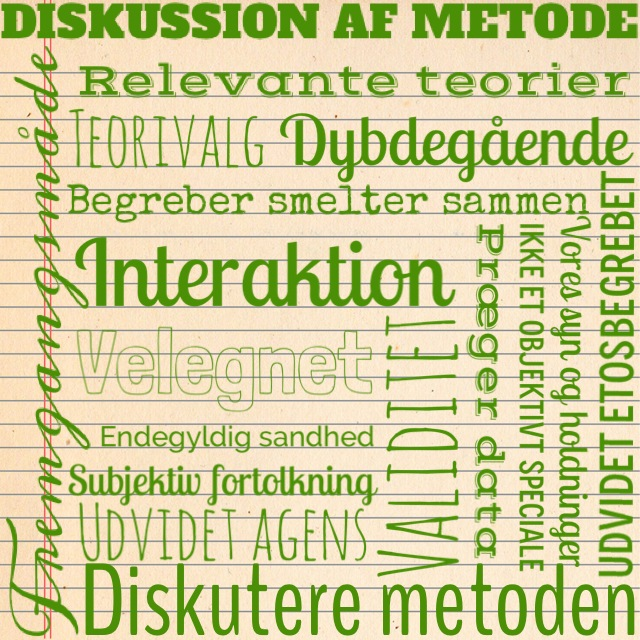 DISKUSSION AF METODE
Fremgangsmåde
Relevante teorier
TEORIVALG
Dybdegående
Begreber smelter sammen
Interaktion
Velegnet
Endegyldig sandhed
Subjektiv fortolkning
UDVIDET AGENS
VALIDITET
Præger data
IKKE ET OBJEKTIVT SPECIALE
Vores syn og holdninger
UDVIDET ETOSBEGREBET
Diskutere metoden